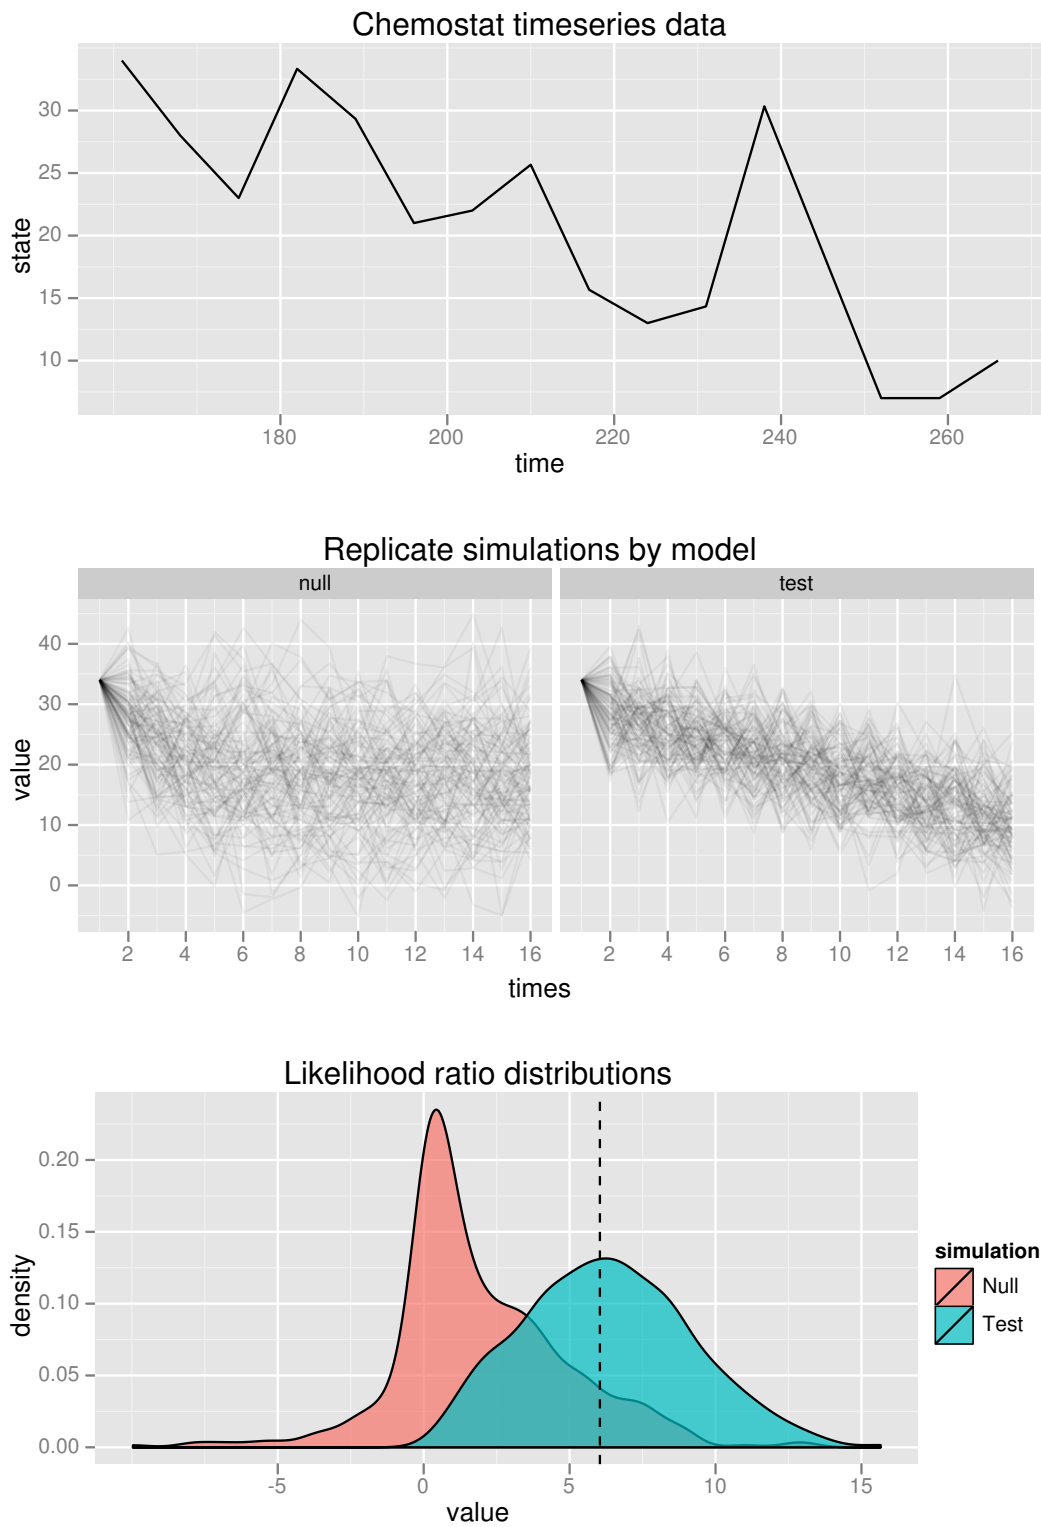 Chemostat timeseries data
state
30
25
20
15
10
180 200 220 240 260
time
Replicate simulations by model
null test
value
40
30
20
10
0
2 4 6 8 10 12 14 16 2 4 6 8 10 12 14 16
times
Likelihood ratio distributions
density
0.20
0.15
0.10
0.05
0.00
-5 0 5 10 15
value
simulation
Null
Test